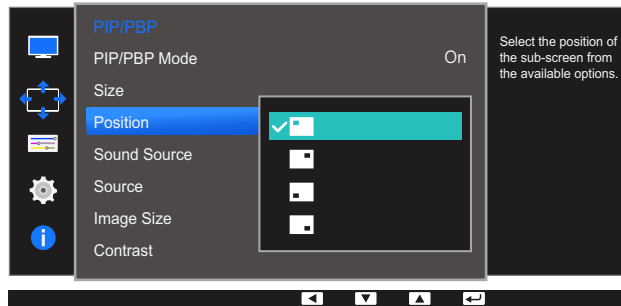 PIP/PBP
PIP/PBP Mode On
Size
Position
Sound Source
Source
Image Size
Contrast
Select the position of
the sub-screen from
the available options.